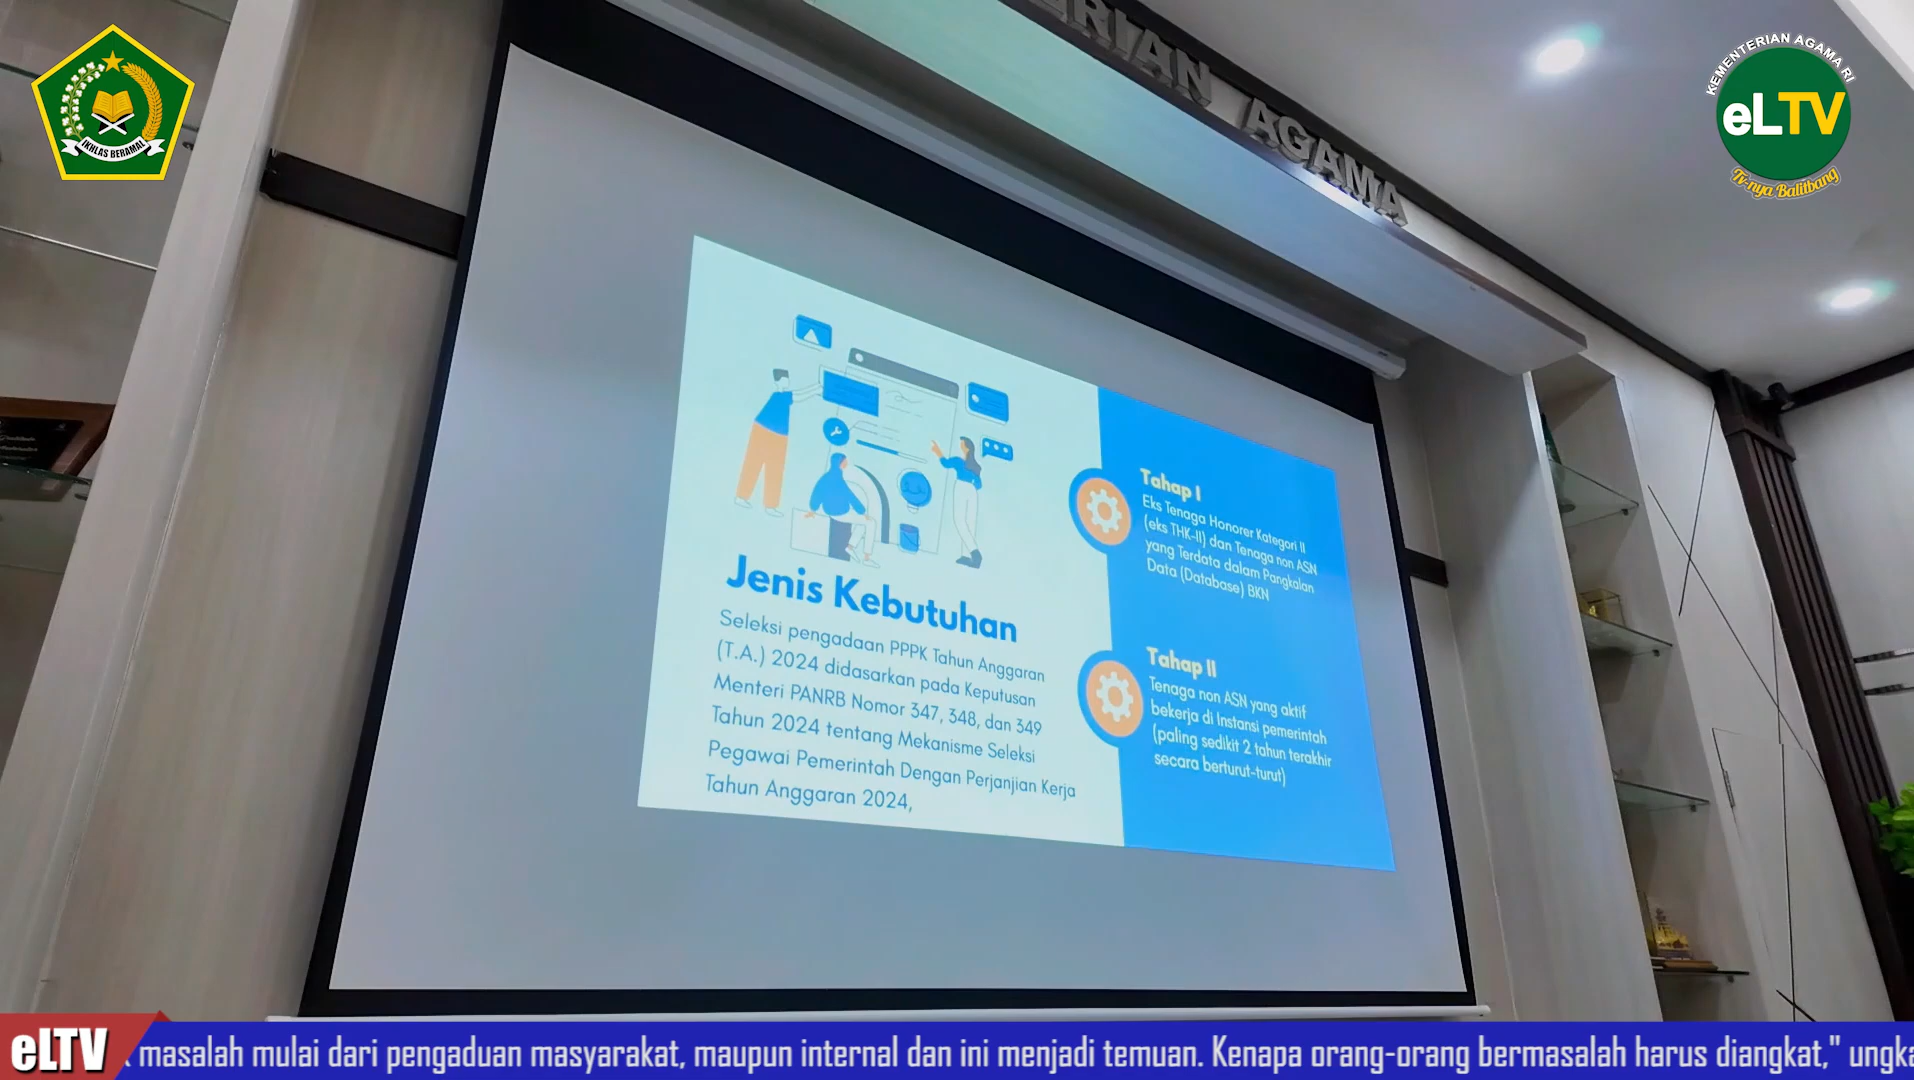 IKHLAS BERAMAL
KEMENTERIAN AGAMA RI
eLTV
Tv-nya Balitbang
ERIAN AGAMA
Jenis Kebutuhan
Seleksi pengadaan PPPK Tahun Anggaran
(T.A.) 2024 didasarkan pada Keputusan
Menteri PANRB Nomor 347, 348, dan 349
Tahun 2024 tentang Mekanisme Seleksi
Pegawai Pemerintah Dengan Perjanjian Kerja
Tahun Anggaran 2024,
Tahap I
Eks Tenaga Honorer Kategori II
(eks THK-II) dan Tenaga non ASN
yang Terdata dalam Pangkalan
Data (Database) BKN
Tahap II
Tenaga non ASN yang aktif
bekerja di Instansi pemerintah
(paling sedikit 2 tahun terakhir
secara berturut-turut)
eLTV
masalah mulai dari pengaduan masyarakat, maupun internal dan ini menjadi temuan. Kenapa orang-orang bermasalah harus diangkat," ungka